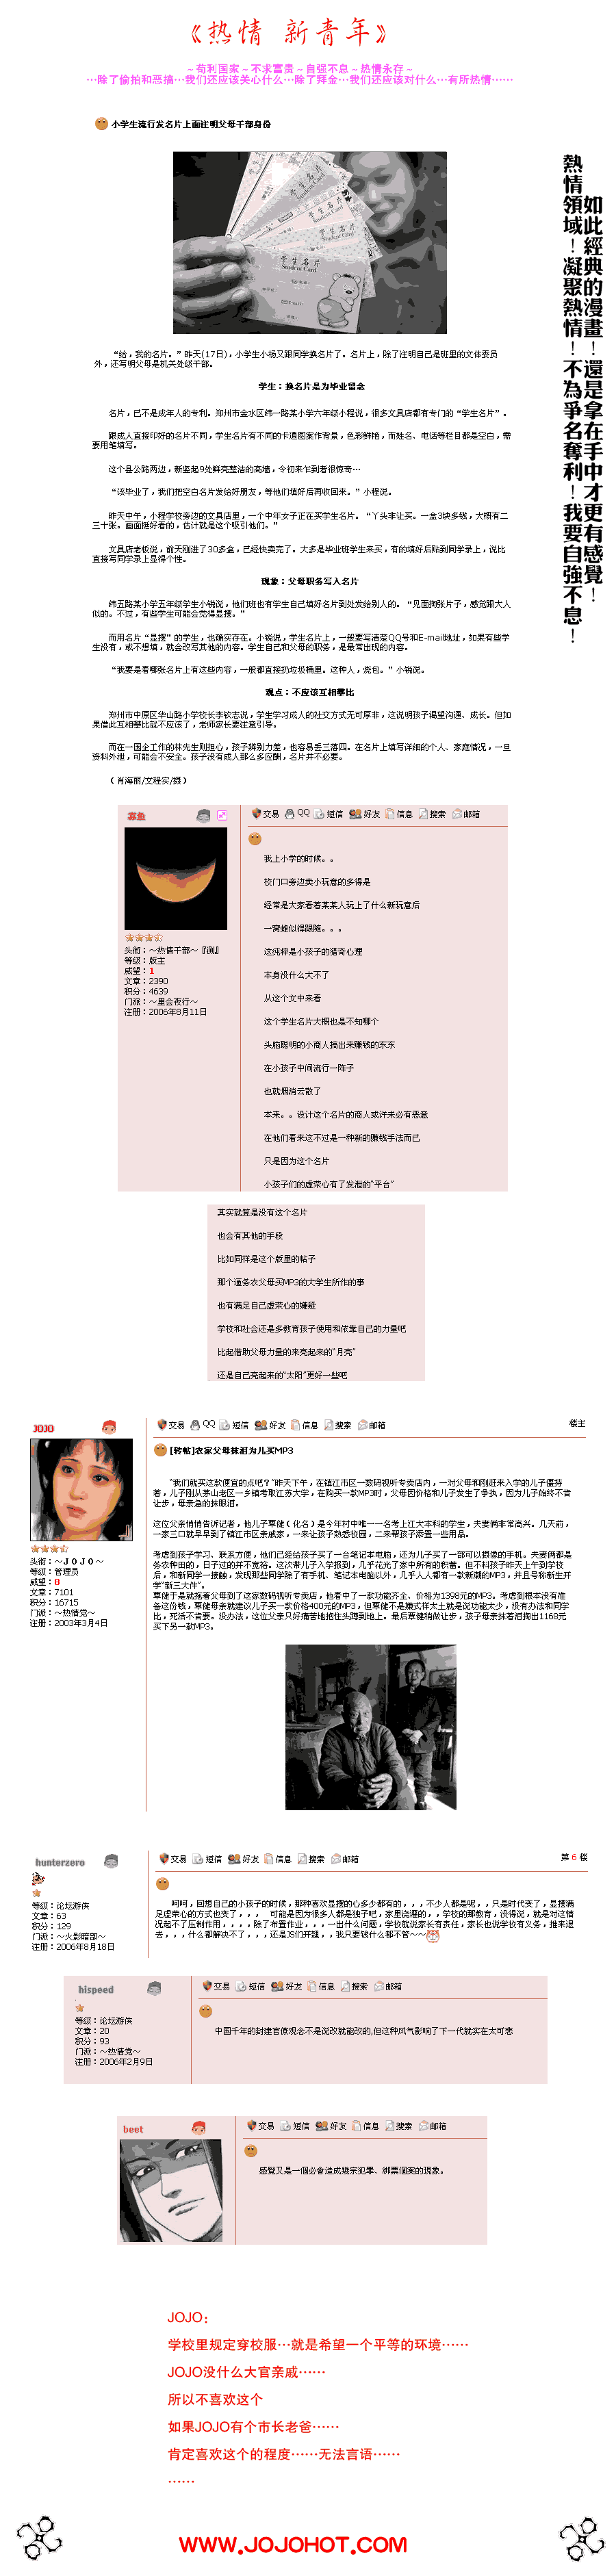 《热情 新青年》
~苟利国家~不求富贵~自强不息~热情永存~
…除了偷拍和恶搞…我们还应该关心什么…除了拜金…我们还应该对什么…有所热情……
小学生流行发名片上面注明父母干部身份
如此經典的漫畫！還是拿在手中才更有感覺！
熱情領域！凝聚熱情！不為爭名奪利！我要自強不息！
学生名片
Student Card
“给，我的名片。”昨天(17日)，小学生小杨又跟同学换名片了。名片上，除了注明自己是班里的文体委员
外，还写明父母是机关处级干部。
学生：换名片是为毕业留念
名片，已不是成年人的专利。郑州市金水区纬一路某小学六年级小程说，很多文具店都有专门的“学生名片”。
跟成人直接印好的名片不同，学生名片有不同的卡通图案作背景，色彩鲜艳，而姓名、电话等栏目都是空白，需
要用笔填写。
这个县公路两边，新竖起9处鲜亮整洁的高墙，令初来乍到者很惊奇…
“该毕业了，我们把空白名片发给好朋友，等他们填好后再收回来。”小程说。
昨天中午，小程学校旁边的文具店里，一个中年女子正在买学生名片。“丫头非让买。一盒3块多钱，大概有二
三十张。画面挺好看的，估计就是这个吸引他们。”
文具店老板说，前天刚进了30多盒，已经快卖完了。大多是毕业班学生来买，有的填好后贴到同学录上，说比
直接写同学录上显得个性。
现象：父母职务写入名片
纬五路某小学五年级学生小锐说，他们班也有学生自己填好名片到处发给别人的。“见面掏张片子，感觉跟大人
似的。不过，有些学生可能会觉得显摆。”
而用名片“显摆”的学生，也确实存在。小锐说，学生名片上，一般要写清楚QQ号和E-mail地址，如果有些学
生没有，或不想填，就会改写其他的内容。学生自己和父母的职务，是最常出现的内容。
“我要是看哪张名片上有这些内容，一般都直接扔垃圾桶里。这种人，烧包。”小锐说。
观点：不应该互相攀比
郑州市中原区华山路小学校长李钦志说，学生学习成人的社交方式无可厚非，这说明孩子渴望沟通、成长。但如
果借此互相攀比就不应该了，老师家长要注意引导。
而在一国企工作的林先生则担心，孩子辨别力差，也容易丢三落四。在名片上填写详细的个人、家庭情况，一旦
资料外泄，可能会不安全。孩子没有成人那么多应酬，名片并不必要。
（肖海丽/文程实/摄）
交易 QQ 短信 好友 信息 搜索 邮箱
等级：版主
威望：1
文章：2390
积分：4639
门派：～里会夜行～
注册：2006年8月11日
我上小学的时候。。
校门口旁边卖小玩意的多得是
经常是大家看着某某人玩上了什么新玩意后
一窝蜂似得跟随。。。
这纯粹是小孩子的猎奇心理
本身没什么大不了
从这个文中来看
这个学生名片大概也是不知哪个
头脑聪明的小商人搞出来赚钱的东东
在小孩子中间流行一阵子
也就烟消云散了
本来。。设计这个名片的商人或许未必有恶意
在他们看来这不过是一种新的赚钱手法而已
只是因为这个名片
小孩子们的虚荣心有了发泄的“平台”
其实就算是没有这个名片
也会有其他的手段
比如同样是这个版里的帖子
那个逼务农父母买MP3的大学生所作的事
也有满足自己虚荣心的嫌疑
学校和社会还是多教育孩子使用和依靠自己的力量吧
比起借助父母力量的来亮起来的“月亮”
还是自己亮起来的“太阳”更好一些吧
JOJO
交易 QQ 短信 好友 信息 搜索 邮箱
楼主
[转帖]农家父母抹泪为儿买MP3
头衔：～ＪＯＪＯ～
等级：管理员
威望：8
文章：7101
积分：16715
门派：～热情党～
注册：2003年3月4日
“我们就买这款便宜的点吧？”昨天下午，在镇江市区一数码视听专卖店内，一对父母和刚赶来入学的儿子僵持
着，儿子刚从茅山老区一乡镇考取江苏大学，在购买一款MP3时，父母因价格和儿子发生了争执，因为儿子始终不肯
让步，母亲急的抹眼泪。
这位父亲悄悄告诉记者，他儿子覃健（化名）是今年村中唯一一名考上江大本科的学生，夫妻俩非常高兴。几天前，
一家三口就早早到了镇江市区亲戚家，一来让孩子熟悉校园，二来帮孩子添置一些用品。
考虑到孩子学习、联系方便，他们已经给孩子买了一台笔记本电脑，还为儿子买了一部可以摄像的手机。夫妻俩都是
务农种田的，日子过的并不宽裕。这次带儿子入学报到，几乎花光了家中所有的积蓄。但不料孩子昨天上午到学校
后，和新同学一接触，发现那些同学除了有手机、笔记本电脑以外，几乎人人都有一款新潮的MP3，并且号称新生开
学“新三大件”。
覃健于是就拖着父母到了这家数码视听专卖店，他看中了一款功能齐全、价格为1398元的MP3。考虑到根本没有准
备这份钱，覃健母亲就建议儿子买一款价格400元的MP3，但覃健不是嫌式样太土就是说功能太少，没有办法和同学
比，死活不肯要。没办法，这位父亲只好痛苦地抱住头蹲到地上。最后覃健稍做让步，孩子母亲抹着泪掏出1168元
买下另一款MP3。
hunterzero
交易 短信 好友 信息 搜索 邮箱
第 6 楼
等级：论坛游侠
文章：63
积分：129
门派：～火影暗部～
注册：2006年8月18日
呵呵，回想自己的小孩子的时候，那种喜欢显摆的心多少都有的，，，不少人都是呢，，只是时代变了，显摆满
足虚荣心的方式也变了，，，　可能是因为很多人都是独子吧，家里溺爱的，，学校的那教育，没得说，就是对这情
况起不了压制作用，，，，除了布置作业，，，一出什么问题，学校就说家长有责任，家长也说学校有义务，推来退
去，，，什么都解决不了，，，还是JS们开腰，，我只要钱什么都不管～～
hispeed
交易 短信 好友 信息 搜索 邮箱
等级：论坛游侠
文章：20
积分：93
门派：～热情党～
注册：2006年2月9日
中国千年的封建官僚观念不是说改就能改的,但这种风气影响了下一代就实在太可悲
beet
交易 短信 好友 信息 搜索 邮箱
感覺又是一個必會造成幾宗犯罪、綁票個案的現象。
JOJO：
学校里规定穿校服…就是希望一个平等的环境……
JOJO没什么大官亲戚……
所以不喜欢这个
如果JOJO有个市长老爸……
肯定喜欢这个的程度……无法言语……
……
WWW.JOJOHOT.COM